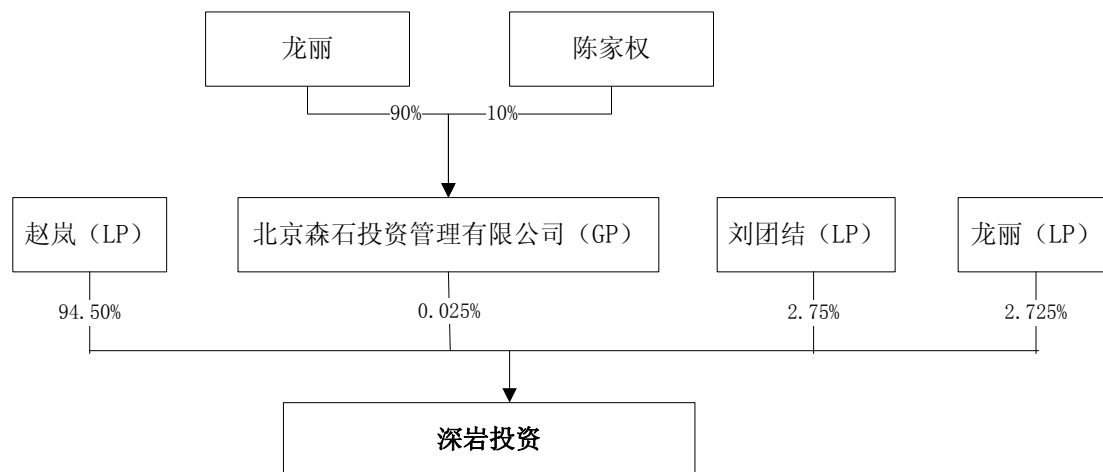 龙丽
陈家权
90%
10%
赵岚（LP）
北京森石投资管理有限公司（GP）
刘团结（LP）
龙丽（LP）
94.50%
0.025%
2.75%
2.725%
深岩投资